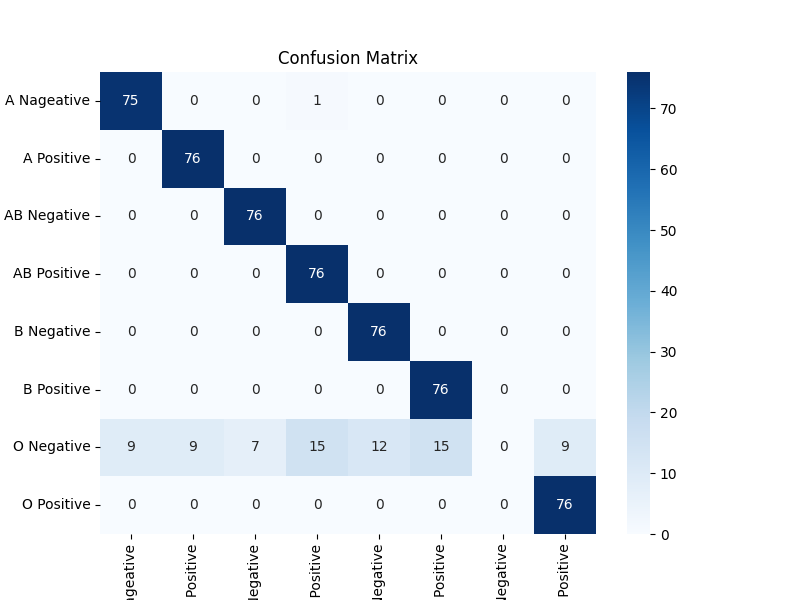 Confusion Matrix
A Nageative 75 0 0 1 0 0 0 0
A Positive 0 76 0 0 0 0 0 0
AB Negative 0 0 76 0 0 0 0 0
AB Positive 0 0 0 76 0 0 0 0
B Negative 0 0 0 0 76 0 0 0
B Positive 0 0 0 0 0 76 0 0
O Negative 9 9 7 15 12 15 0 9
O Positive 0 0 0 0 0 0 0 76
70
60
50
40
30
20
10
0
Positive
Positive
Positive
Positive